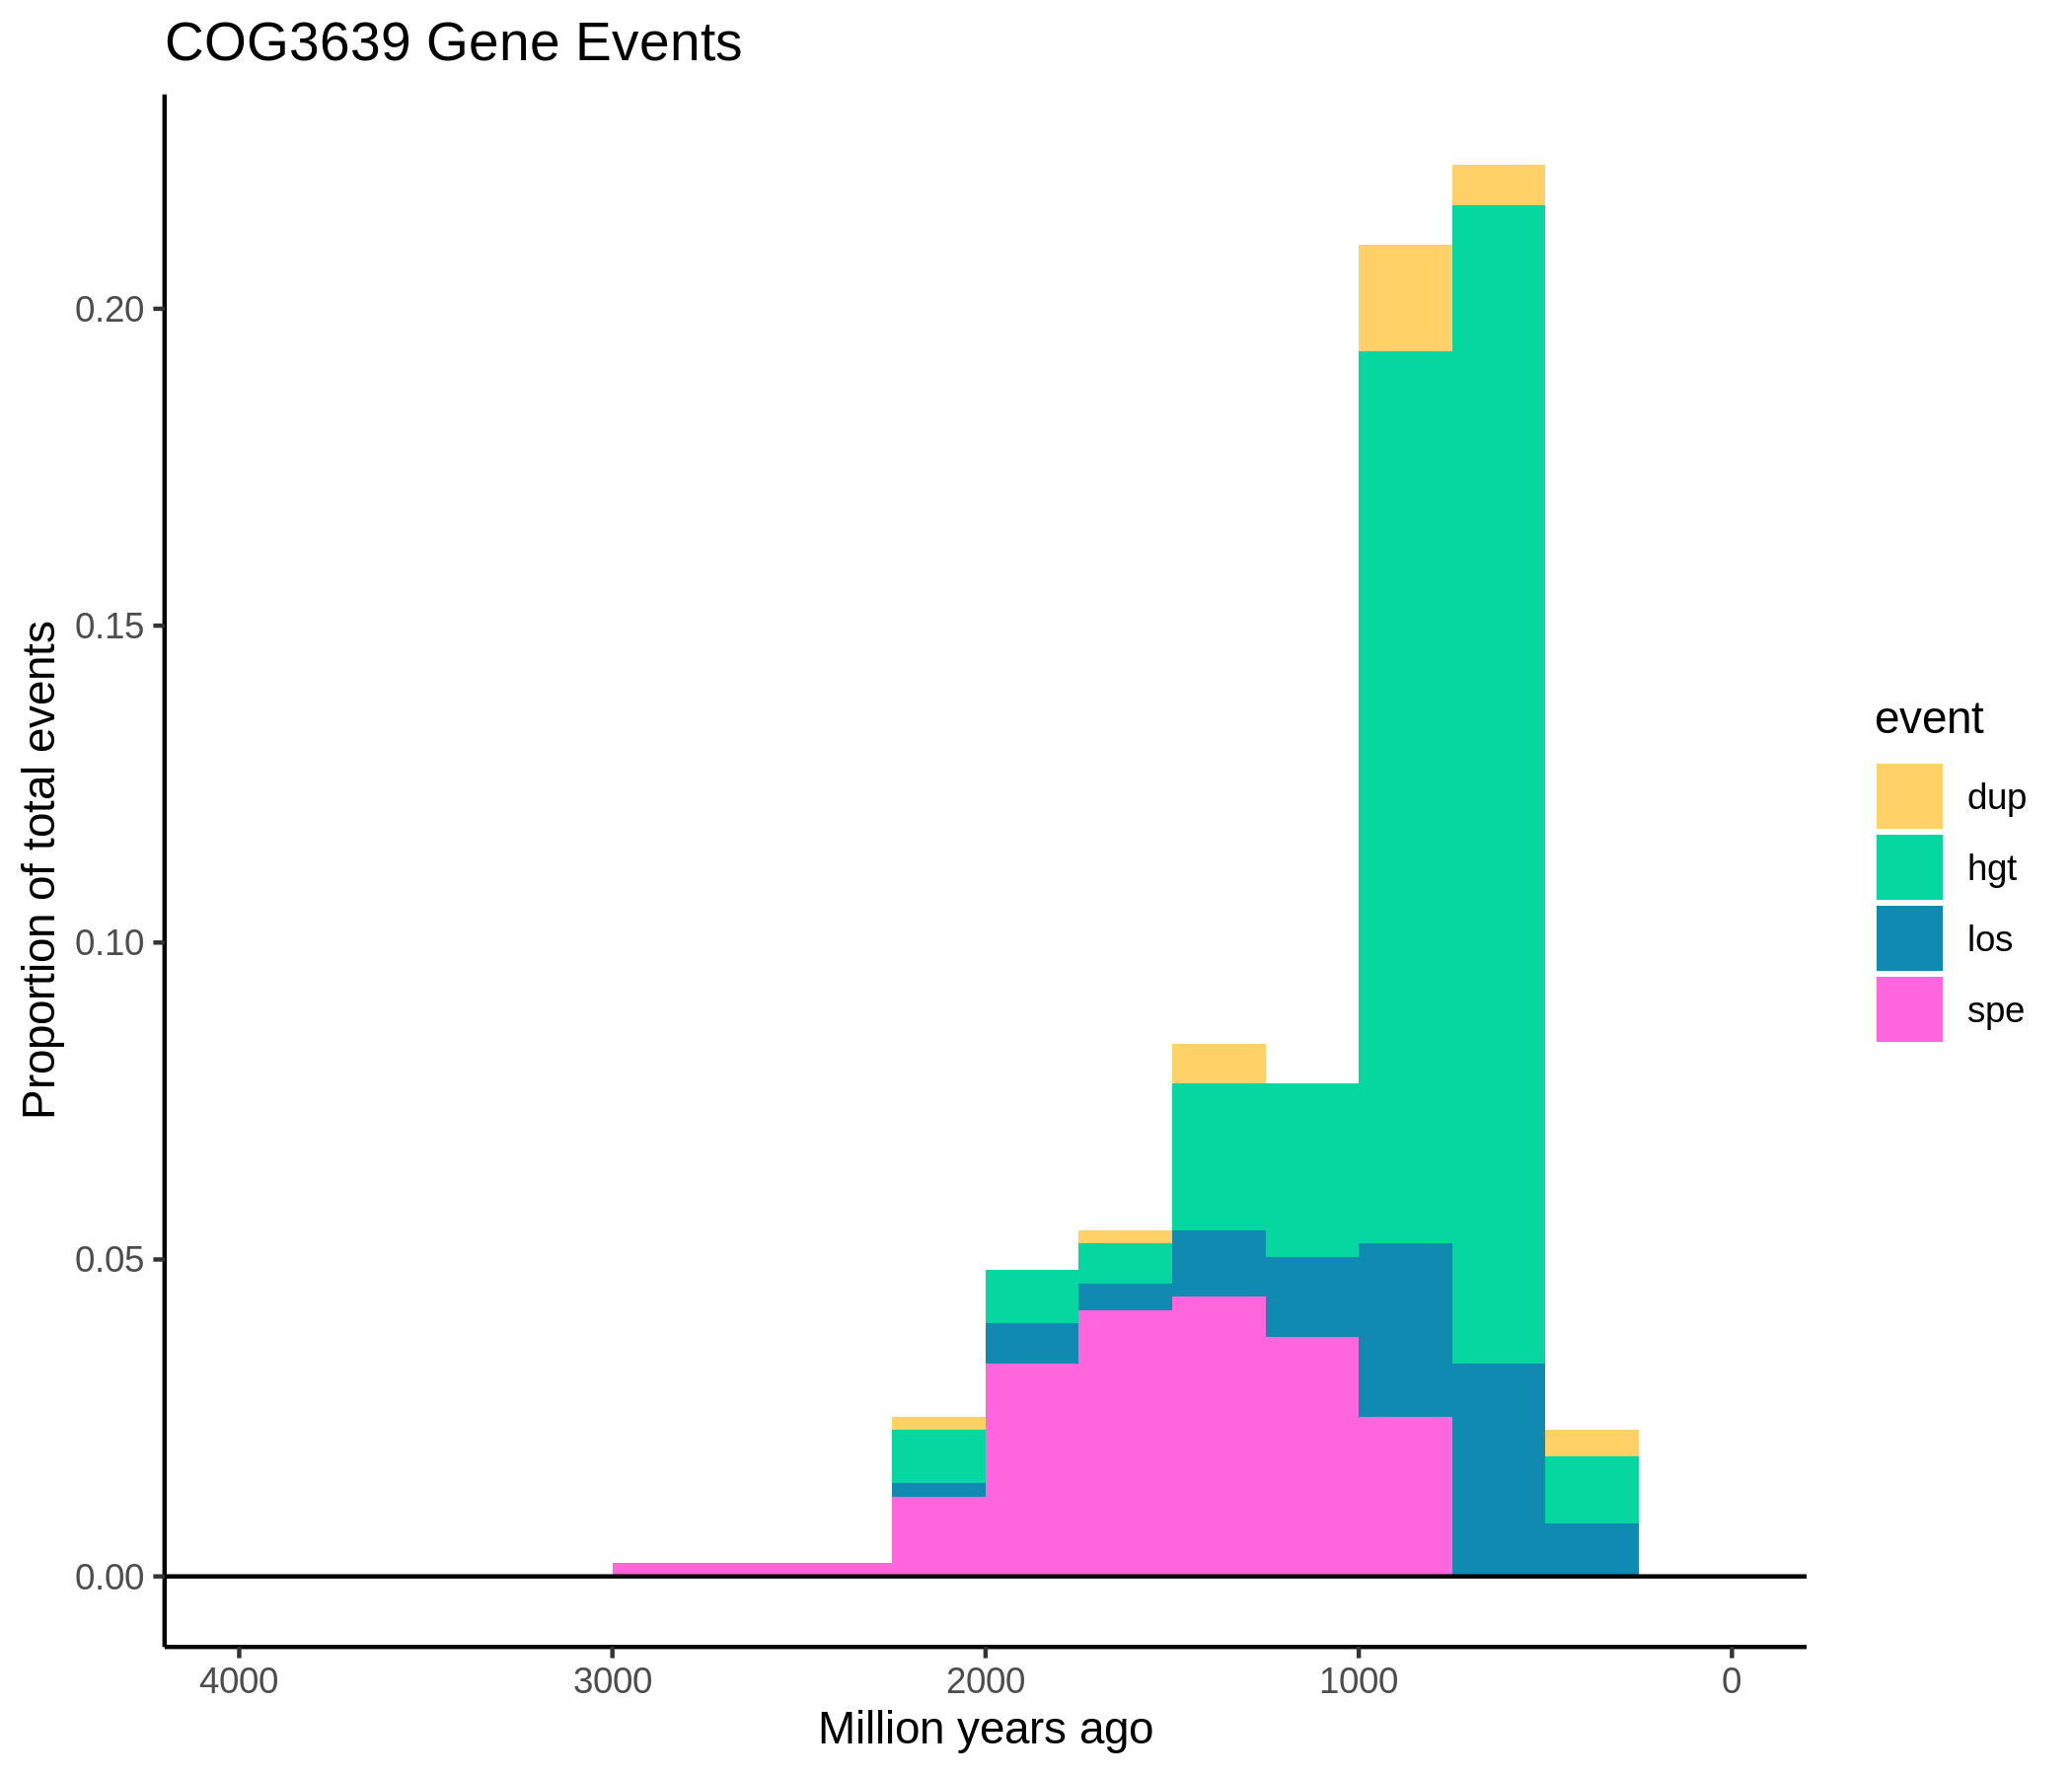 COG3639 Gene Events
Proportion of total events
0.20
0.15
0.10
0.05
0.00
4000 3000 2000 1000 0
Million years ago
event
dup
hgt
los
spe